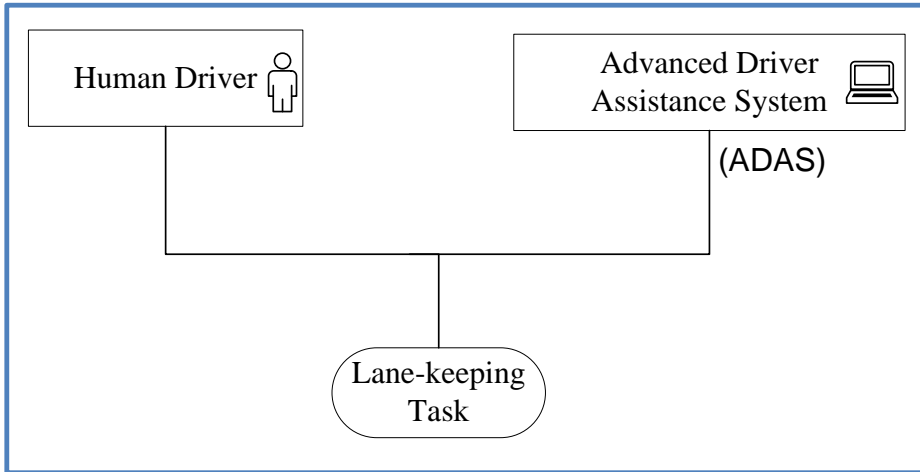 Human Driver
Advanced Driver
Assistance System
(ADAS)
Lane-keeping
Task